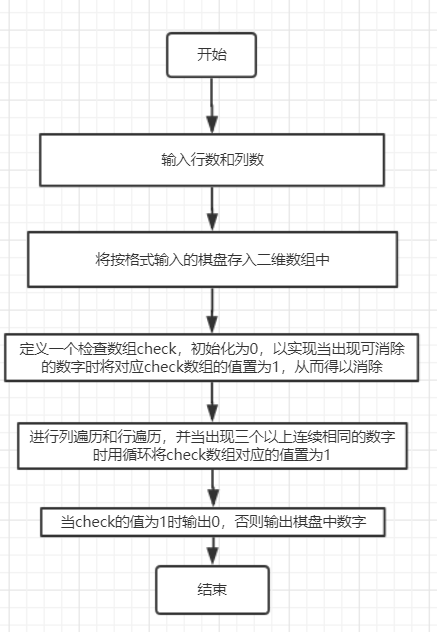 开始
输入行数和列数
将按格式输入的棋盘存入二维数组中
定义一个检查数组check，初始化为0，以实现当出现可消除
的数字时将对应check数组的值置为1，从而得以消除
进行列遍历和行遍历，并当出现三个以上连续相同的数字
时用循环将check数组对应的值置为1
当check的值为1时输出0，否则输出棋盘中数字
结束